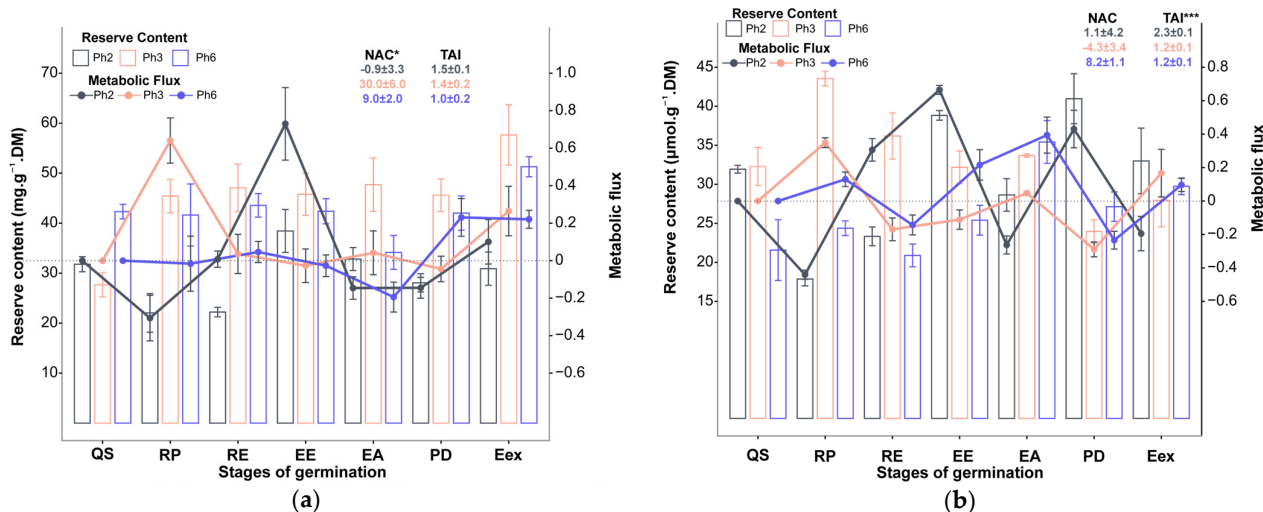 Reserve Content
Ph2 Ph3 Ph6
Metabolic Flux
Ph2 Ph3 Ph6
NAC* TAI
-0.9±3.3 1.5±0.1
30.0±6.0 1.4±0.2
9.0±2.0 1.0±0.2
Reserve content (mg.g⁻¹.DM)
70
60
50
40
30
20
10
1.0
0.8
0.6
0.4
0.2
0
−0.2
−0.4
−0.6
Metabolic flux
QS RP RE EE EA PD Eex
Stages of germination
(a)
Reserve Content
Ph2 Ph3 Ph6
Metabolic Flux
Ph2 Ph3 Ph6
NAC TAI***
1.1±4.2 2.3±0.1
-4.3±3.4 1.2±0.1
8.2±1.1 1.2±0.1
Reserve content (μmol.g⁻¹.DM)
45
40
35
30
25
20
15
0.8
0.6
0.4
0.2
0
−0.2
−0.4
−0.6
Metabolic flux
QS RP RE EE EA PD Eex
Stages of germination
(b)